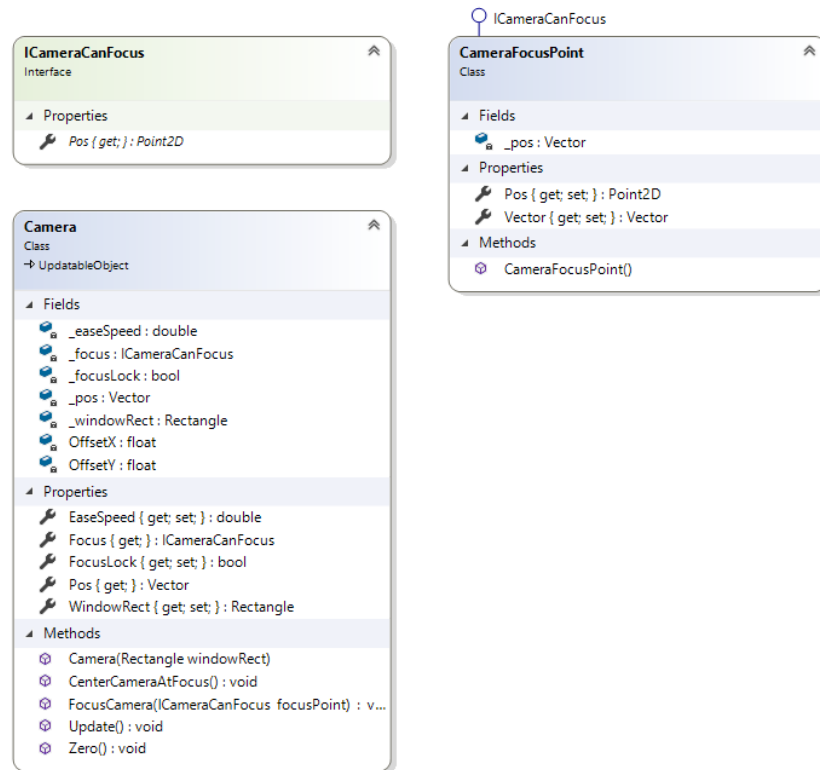 ICameraCanFocus
Interface
Properties
Pos { get; } : Point2D
ICameraCanFocus
CameraFocusPoint
Class
Fields
_pos : Vector
Properties
Pos { get; set; } : Point2D
Vector { get; set; } : Vector
Methods
CameraFocusPoint()
Camera
Class
UpdatableObject
Fields
_easeSpeed : double
_focus : ICameraCanFocus
_focusLock : bool
_pos : Vector
_windowRect : Rectangle
OffsetX : float
OffsetY : float
Properties
EaseSpeed { get; set; } : double
Focus { get; } : ICameraCanFocus
FocusLock { get; set; } : bool
Pos { get; } : Vector
WindowRect { get; set; } : Rectangle
Methods
Camera(Rectangle windowRect)
CenterCameraAtFocus() : void
FocusCamera(ICameraCanFocus focusPoint) : v...
Update() : void
Zero() : void